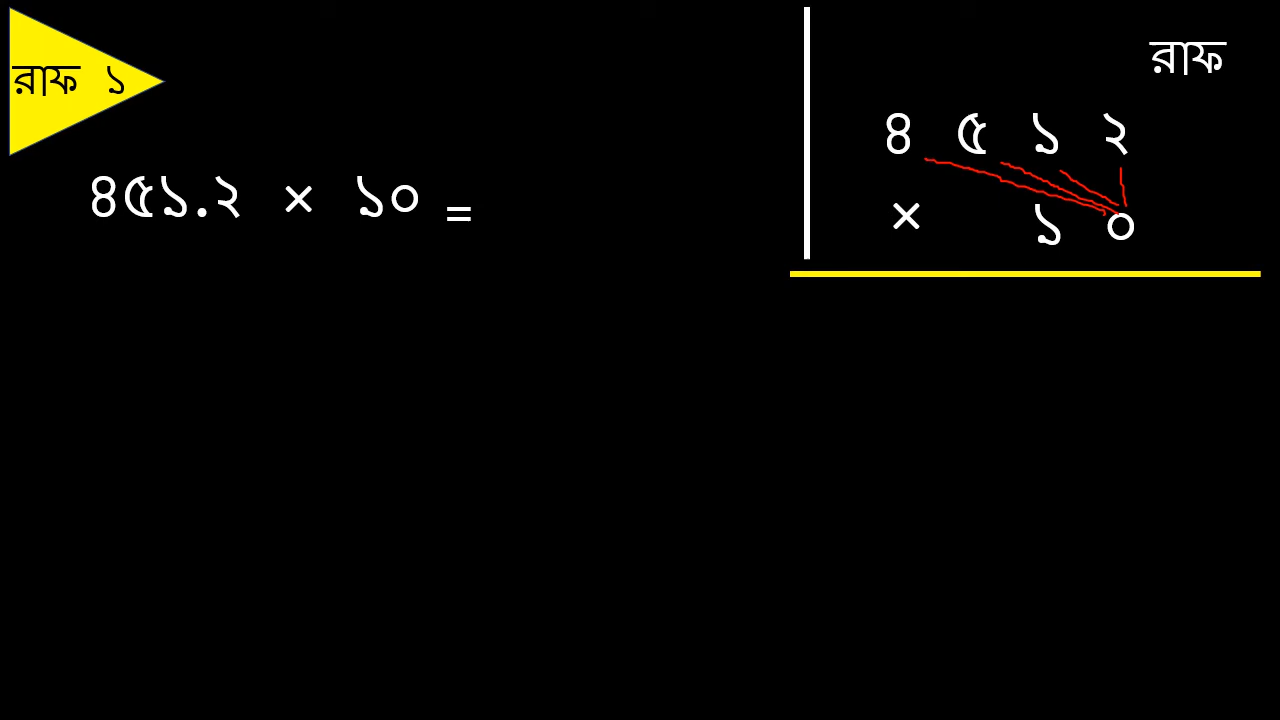 রাফ ১
৪৫১.২ × ১০ =
রাফ
৪ ৫ ১ ২
× ১ ০